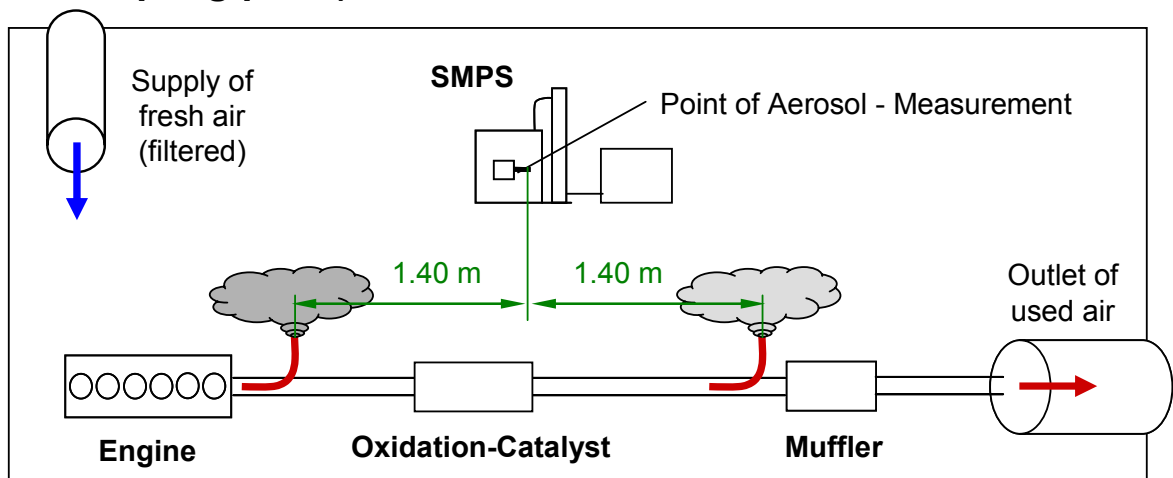 Supply of
fresh air
(filtered)
SMPS
Point of Aerosol - Measurement
1.40 m
1.40 m
Outlet of
used air
Engine
Oxidation-Catalyst
Muffler